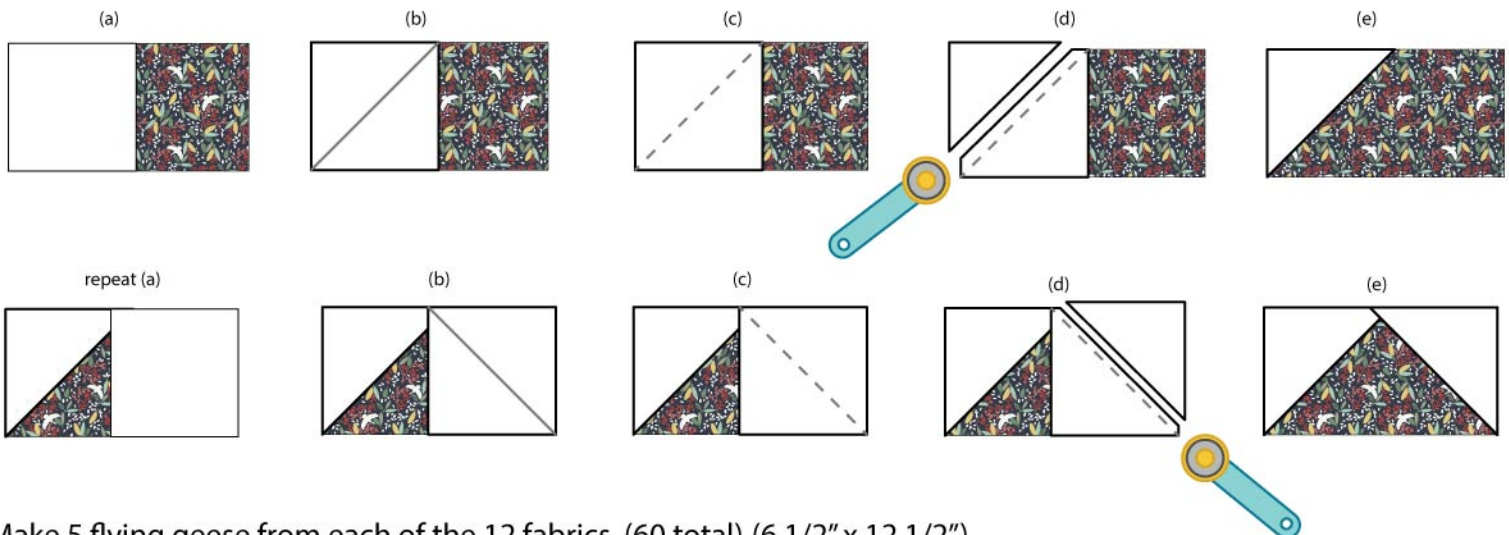 (a) (b) (c) (d) (e)
repeat (a) (b) (c) (d) (e)
Make 5 flying geese from each of the 12 fabrics. (60 total) (6 1/2” x 12 1/2”)